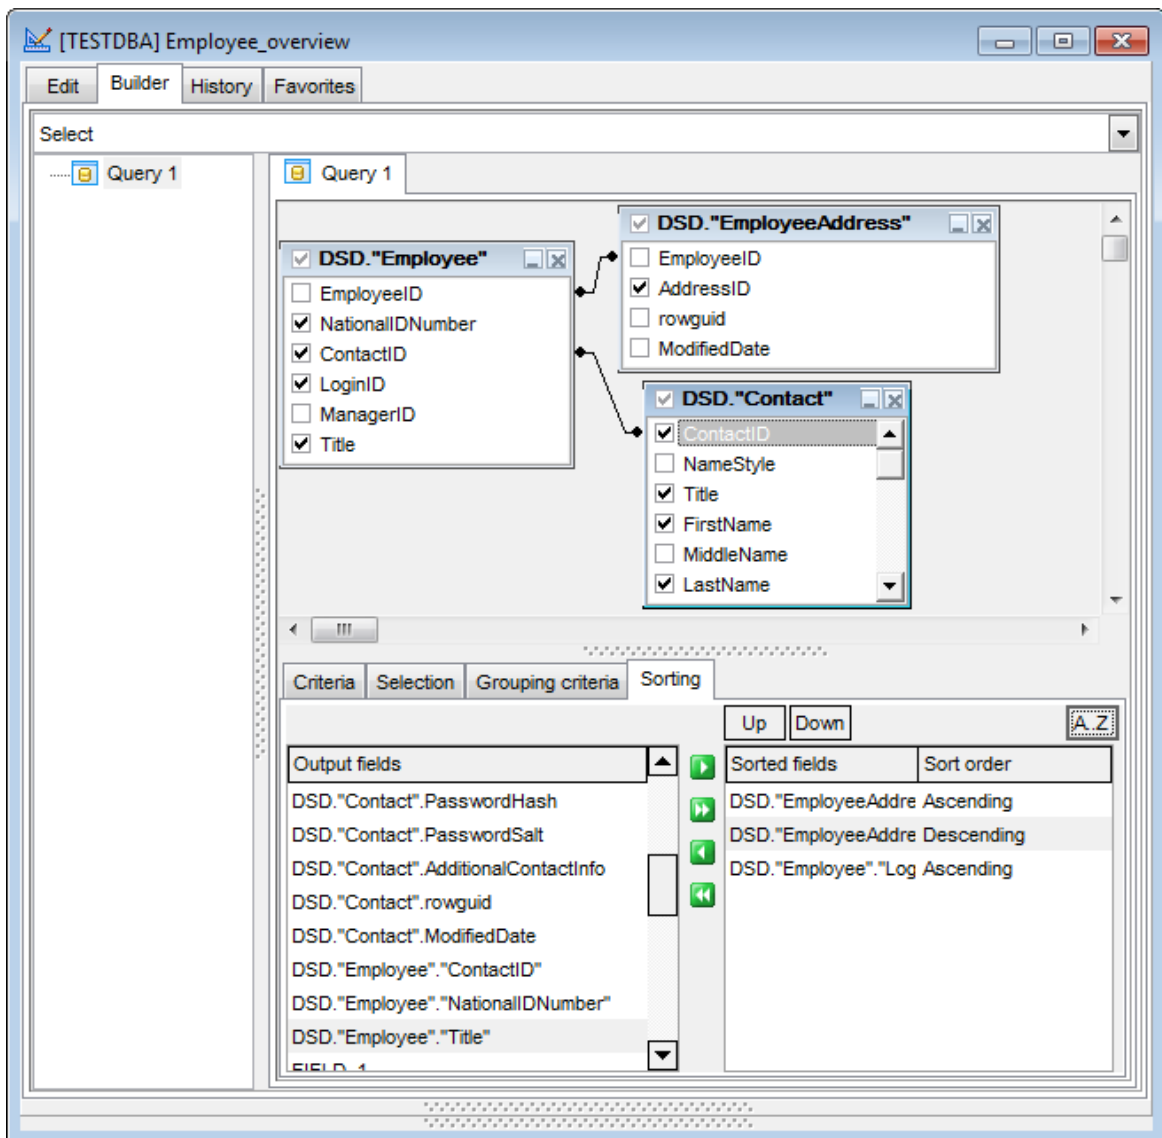 [TESTDBA] Employee_overview
Edit Builder History Favorites
Select
Query 1
Query 1
DSD."Employee"
EmployeeID
NationalIDNumber
ContactID
LoginID
ManagerID
Title
DSD."EmployeeAddress"
EmployeeID
AddressID
rowguid
ModifiedDate
DSD."Contact"
ContactID
NameStyle
Title
FirstName
MiddleName
LastName
Criteria Selection Grouping criteria Sorting
Up Down A..Z
Output fields
DSD."Contact".PasswordHash
DSD."Contact".PasswordSalt
DSD."Contact".AdditionalContactInfo
DSD."Contact".rowguid
DSD."Contact".ModifiedDate
DSD."Employee"."ContactID"
DSD."Employee"."NationalIDNumber"
DSD."Employee"."Title"
FIELD_1
Sorted fields Sort order
DSD."EmployeeAddre Ascending
DSD."EmployeeAddre Descending
DSD."Employee"."Log Ascending